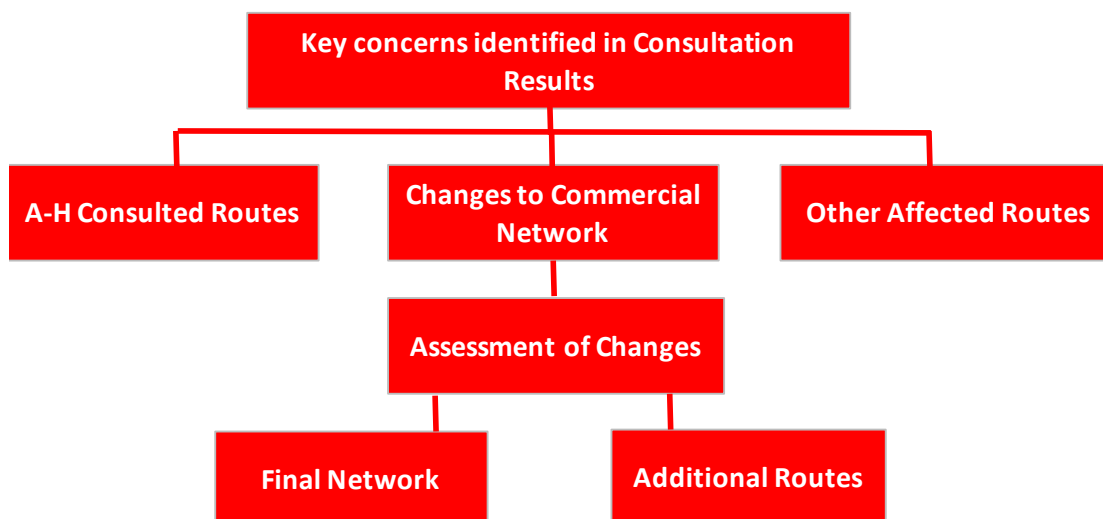 Key concerns identified in Consultation
Results
A-H Consulted Routes
Changes to Commercial
Network
Other Affected Routes
Assessment of Changes
Final Network
Additional Routes